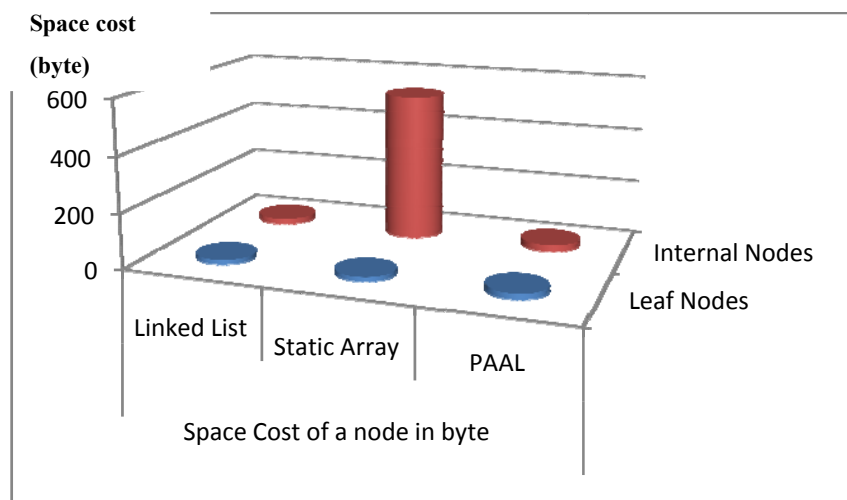 Space cost
(byte)
600
400
200
0
Internal Nodes
Leaf Nodes
Linked List
Static Array
PAAL
Space Cost of a node in byte